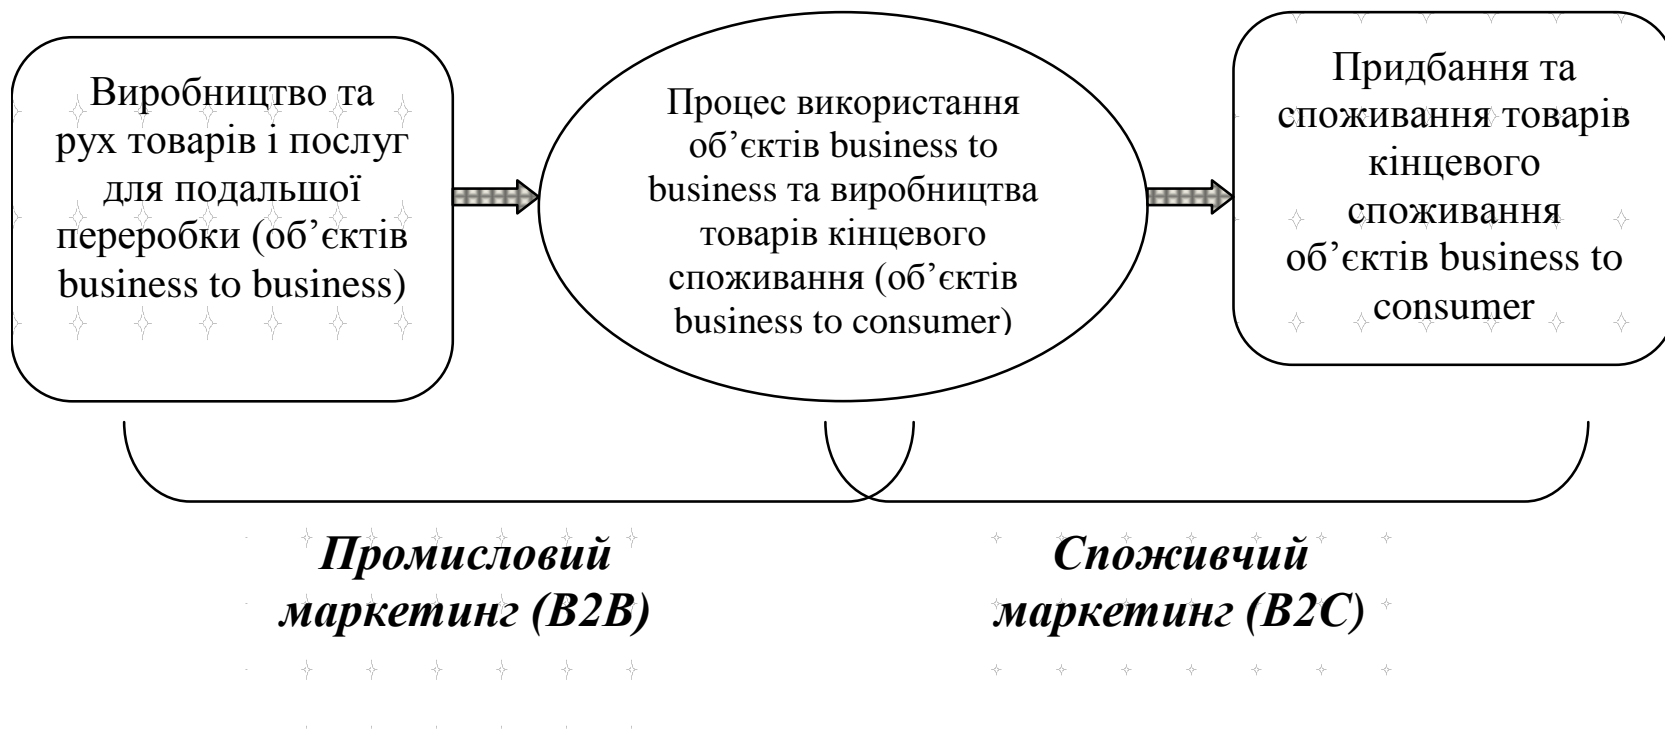 Виробництво та
рух товарів і послуг
для подальшої
переробки (об’єктів
business to business)
Процес використання
об’єктів business to
business та виробництва
товарів кінцевого
споживання (об’єктів
business to consumer)
Придбання та
споживання товарів
кінцевого
споживання
об’єктів business to
consumer
Промисловий
маркетинг (В2В)
Споживчий
маркетинг (В2С)